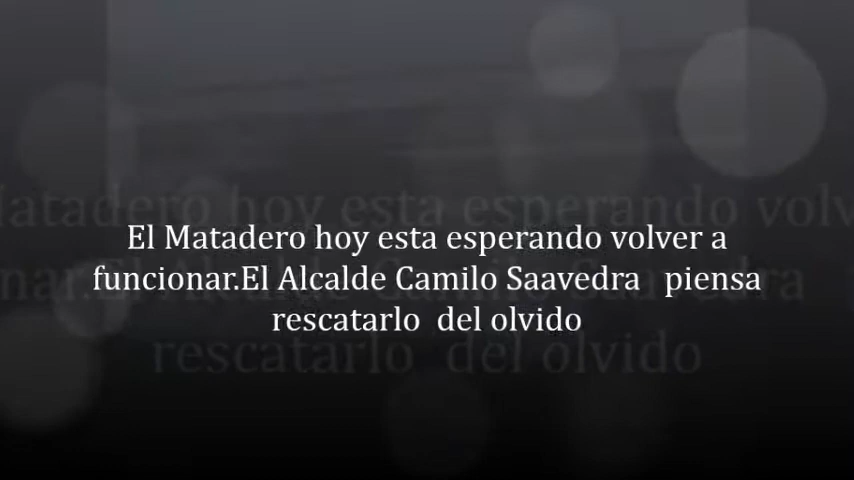 El Matadero hoy esta esperando volver a
funcionar.El Alcalde Camilo Saavedra piensa
rescatarlo del olvido